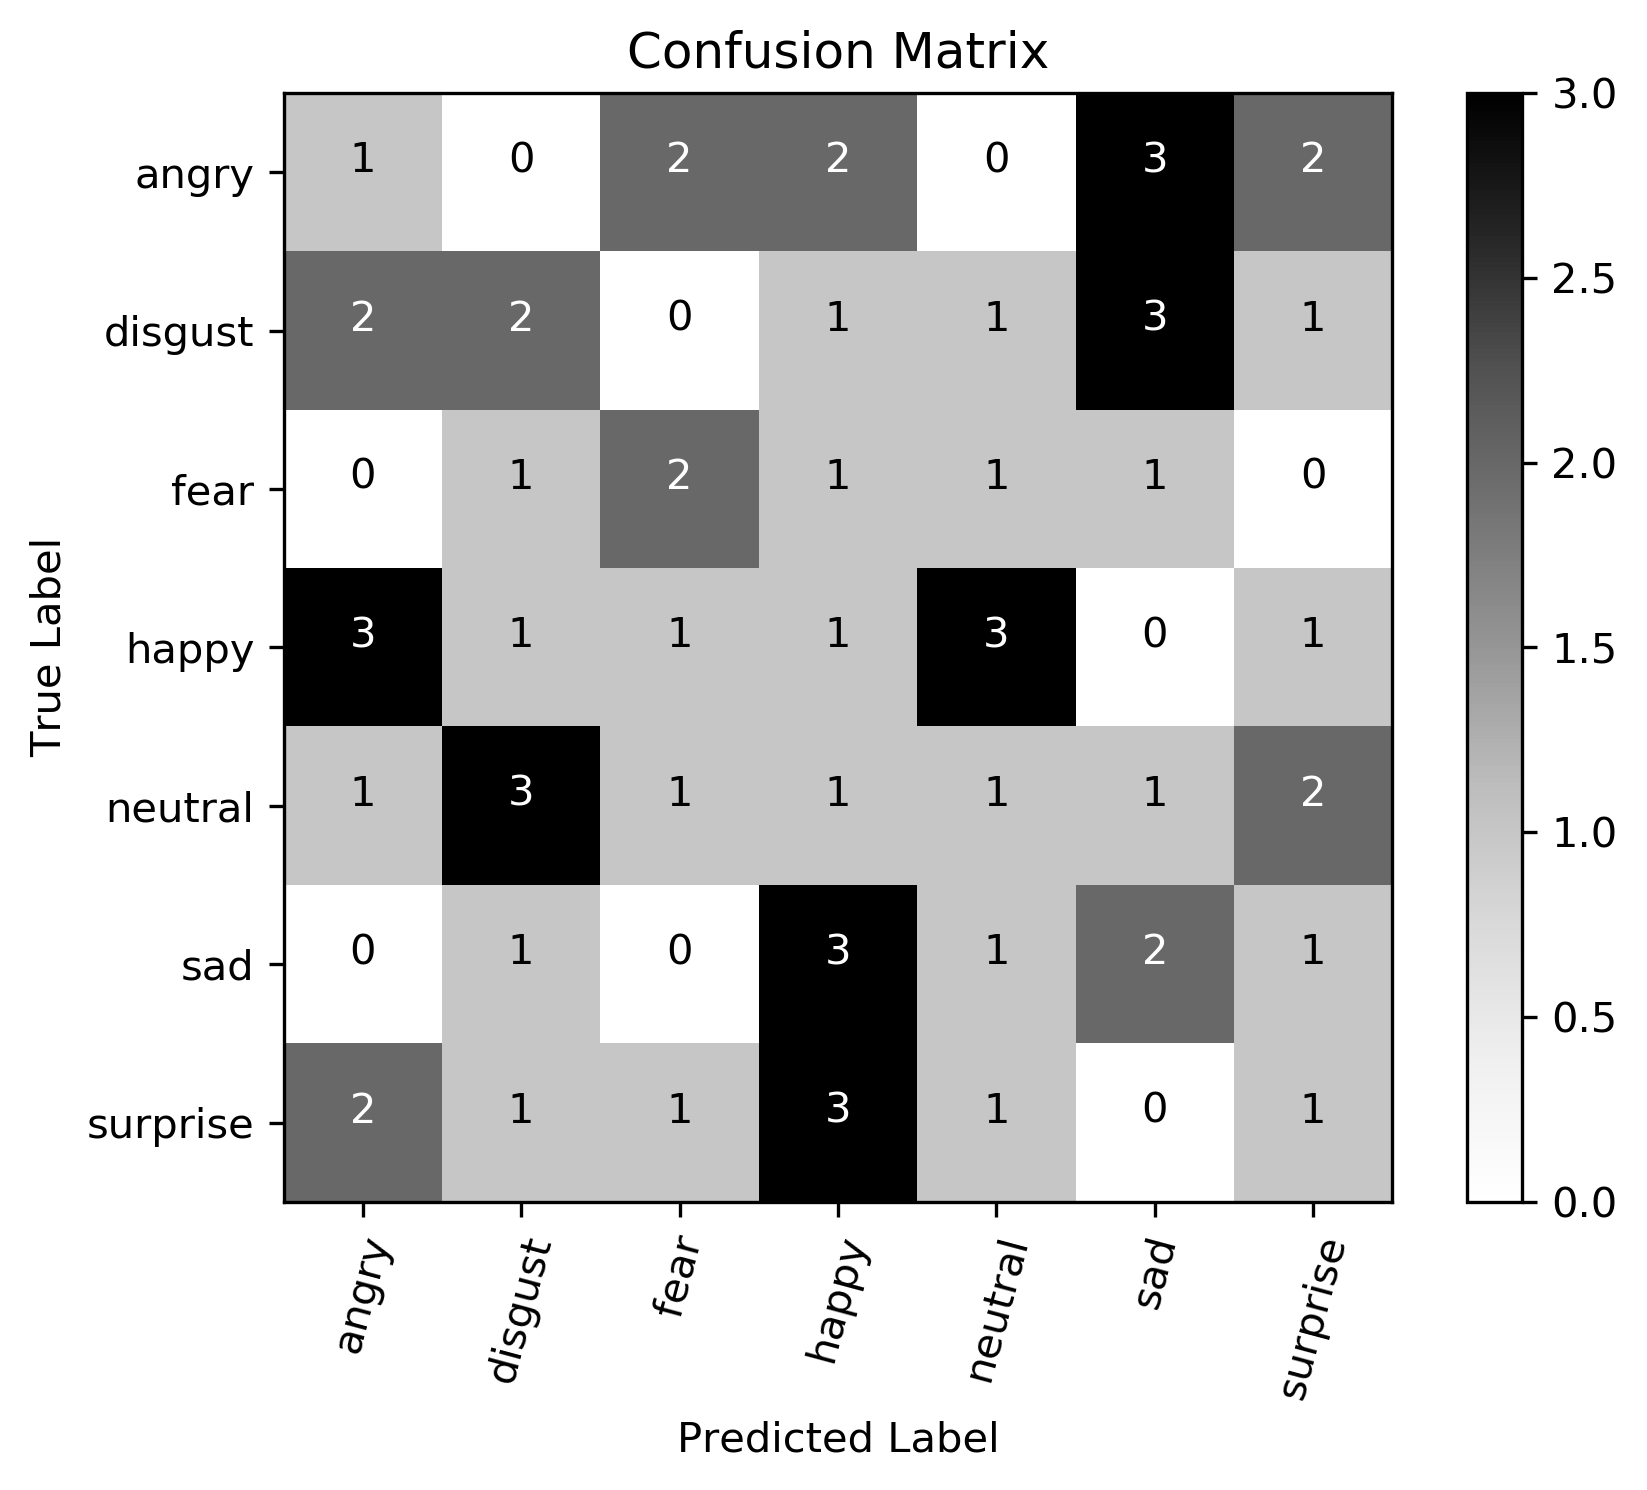 Confusion Matrix
angry 1 0 2 2 0 3 2
disgust 2 2 0 1 1 3 1
fear 0 1 2 1 1 1 0
happy 3 1 1 1 3 0 1
neutral 1 3 1 1 1 1 2
sad 0 1 0 3 1 2 1
surprise 2 1 1 3 1 0 1
True Label
angry disgust fear happy neutral sad surprise
Predicted Label
3.0
2.5
2.0
1.5
1.0
0.5
0.0